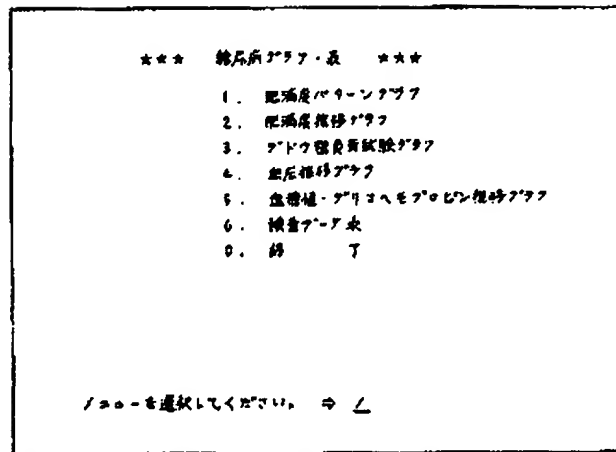 ★★★ 糖尿病グラフ・表 ★★★
1. 肥満度パターングラフ
2. 肥満度推移グラフ
3. ブドウ糖負荷試験グラフ
4. 血圧推移グラフ
5. 血糖値・グリコヘモグロビン推移グラフ
6. 検査データ表
0. 終 了
メニューを選択してください。 ⇨ 1